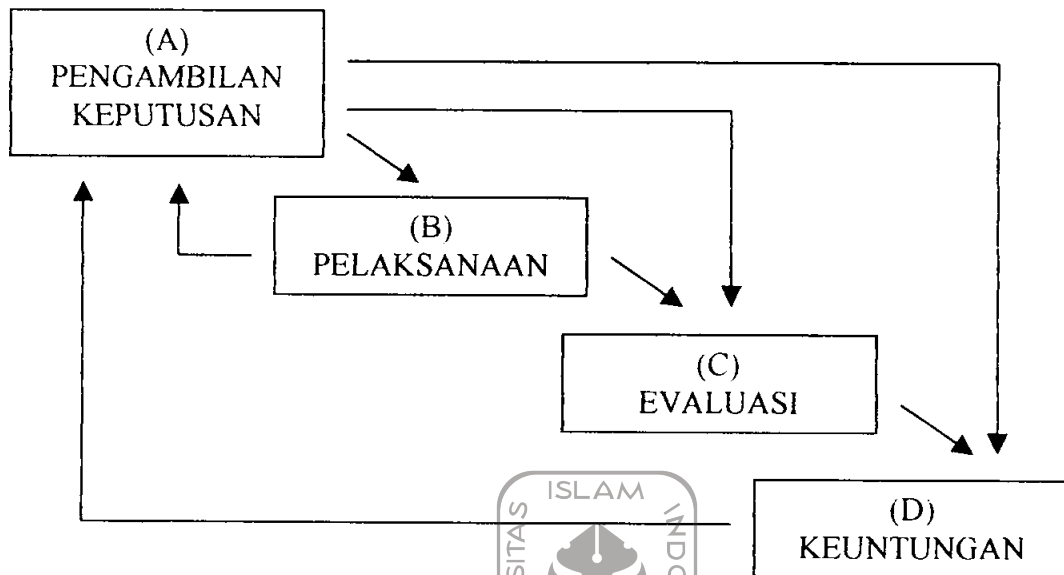 (A)
PENGAMBILAN
KEPUTUSAN
(B)
PELAKSANAAN
(C)
EVALUASI
ISLAM
(D)
KEUNTUNGAN